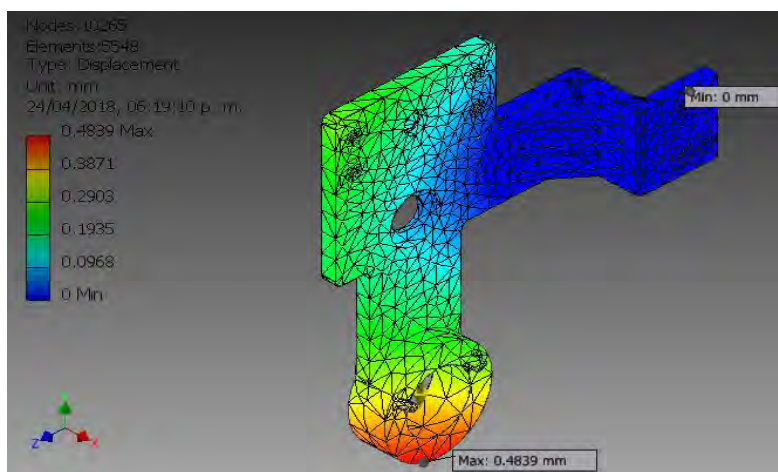 Nodes:10265
Elements:5548
Type: Displacement
Unit: mm
24/04/2018, 06:19:10 p. m.
0.4839 Max
0.3871
0.2903
0.1935
0.0968
0 Min
Min: 0 mm
Max: 0.4839 mm
Z
X